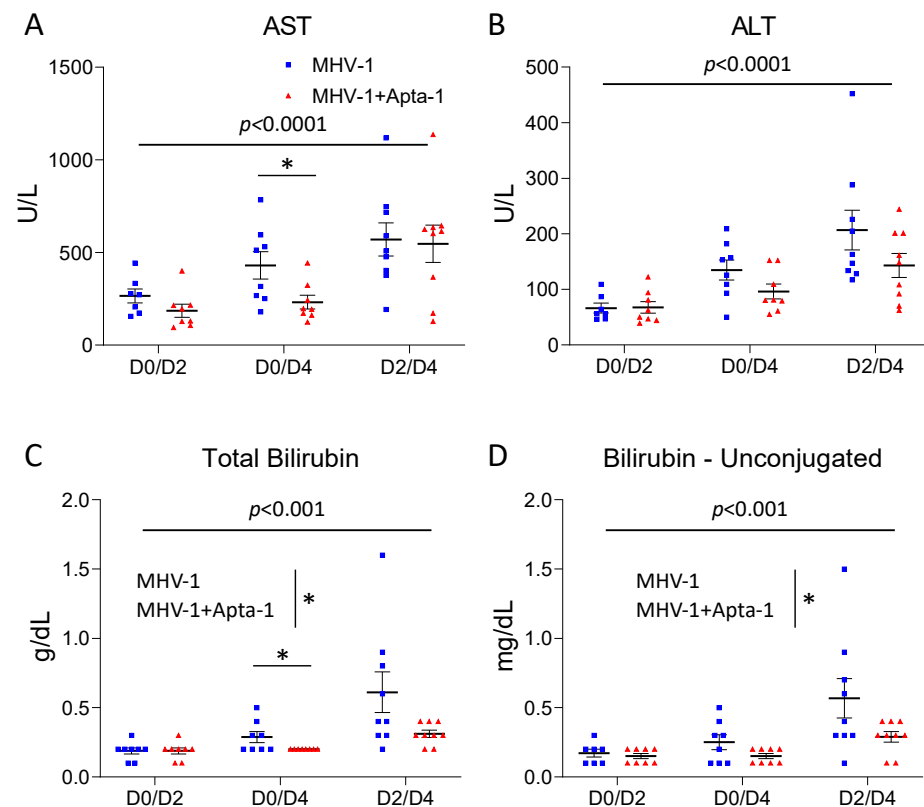 A
AST
MHV-1
MHV-1+Apta-1
p<0.0001
*
U/L
1500
1000
500
0
D0/D2
D0/D4
D2/D4
B
ALT
p<0.0001
U/L
500
400
300
200
100
0
D0/D2
D0/D4
D2/D4
C
Total Bilirubin
p<0.001
MHV-1
MHV-1+Apta-1
*
*
g/dL
2.0
1.5
1.0
0.5
0.0
D0/D2
D0/D4
D2/D4
D
Bilirubin - Unconjugated
p<0.001
MHV-1
MHV-1+Apta-1
*
mg/dL
2.0
1.5
1.0
0.5
0.0
D0/D2
D0/D4
D2/D4